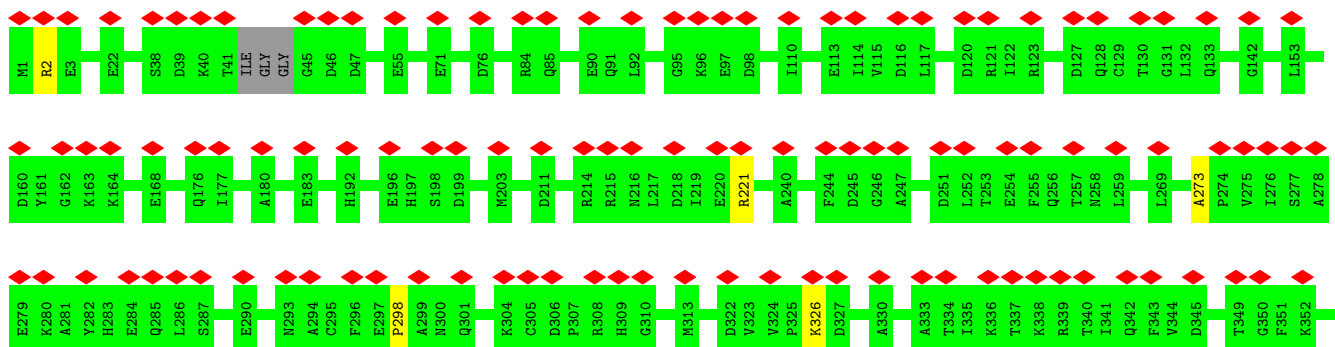 M1 R2 E3 E22 S38 D39 K40 T41 ILE GLY GLY G45 D46 D47 E55 E71 D76 R84 Q85 E90 Q91 L92 G95 K96 E97 D98 I110 E113 I114 V115 D116 L117 D120 R121 I122 R123 D127 Q128 C129 T130 G131 L132 Q133 G142 L153
D160 Y161 G162 K163 K164 E168 Q176 I177 A180 E183 H192 E196 H197 S198 D199 M203 D211 R214 R215 N216 L217 D218 I219 E220 R221 A240 F244 D245 G246 A247 D251 L252 T253 E254 F255 Q256 T257 N258 L259 L269 A273 P274 V275 I276 S277 A278
E279 K280 A281 Y282 H283 E284 Q285 L286 S287 E290 N293 A294 C295 F296 E297 P298 A299 N300 Q301 K304 C305 D306 P307 R308 H309 G310 M313 D322 V323 V324 P325 K326 D327 A330 A333 T334 I335 K336 T337 K338 R339 T340 I341 Q342 F343 V344 D345 T349 G350 F351 K352